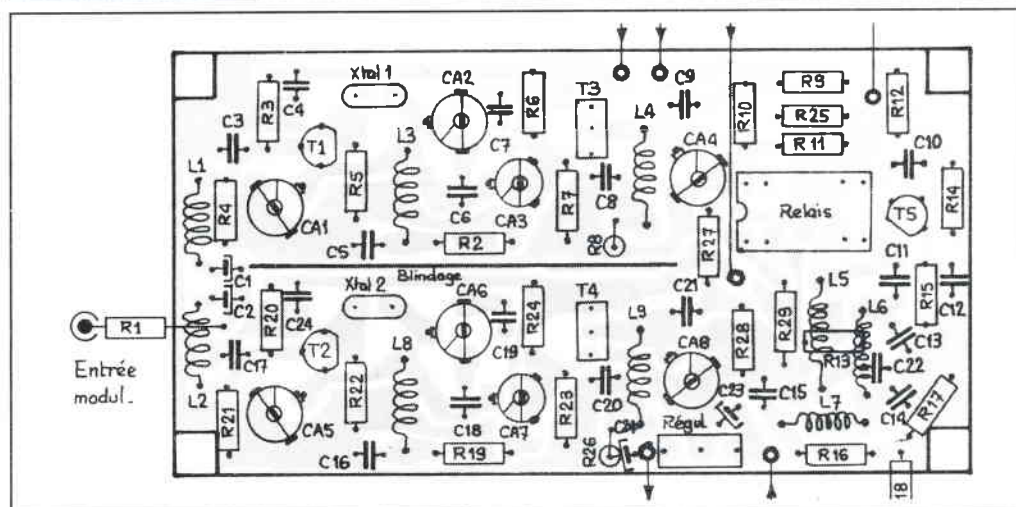 Xtal 1
CA2
C9
R3
C4
C3
T1
L3
C7
R6
T3
L4
R10
R9
R25
R11
R12
CA4
C10
L1
R4
CA1
R5
C6
CA3
R7
C8
R8
R27
Relais
T5
R14
C5
R2
C11
C1
Blindage
C2
Xtal 2
CA6
R24
T4
C21
L5
L6
R15
C12
R1
R20
C24
T2
L8
C19
L9
CA8
R28
R29
R13
C13
Entrée
modul.
C17
R22
C22
L2
C20
C23
C15
C14
R17
R21
CA5
C18
CA7
R23
L7
C16
R19
R26
Régul
R16
18